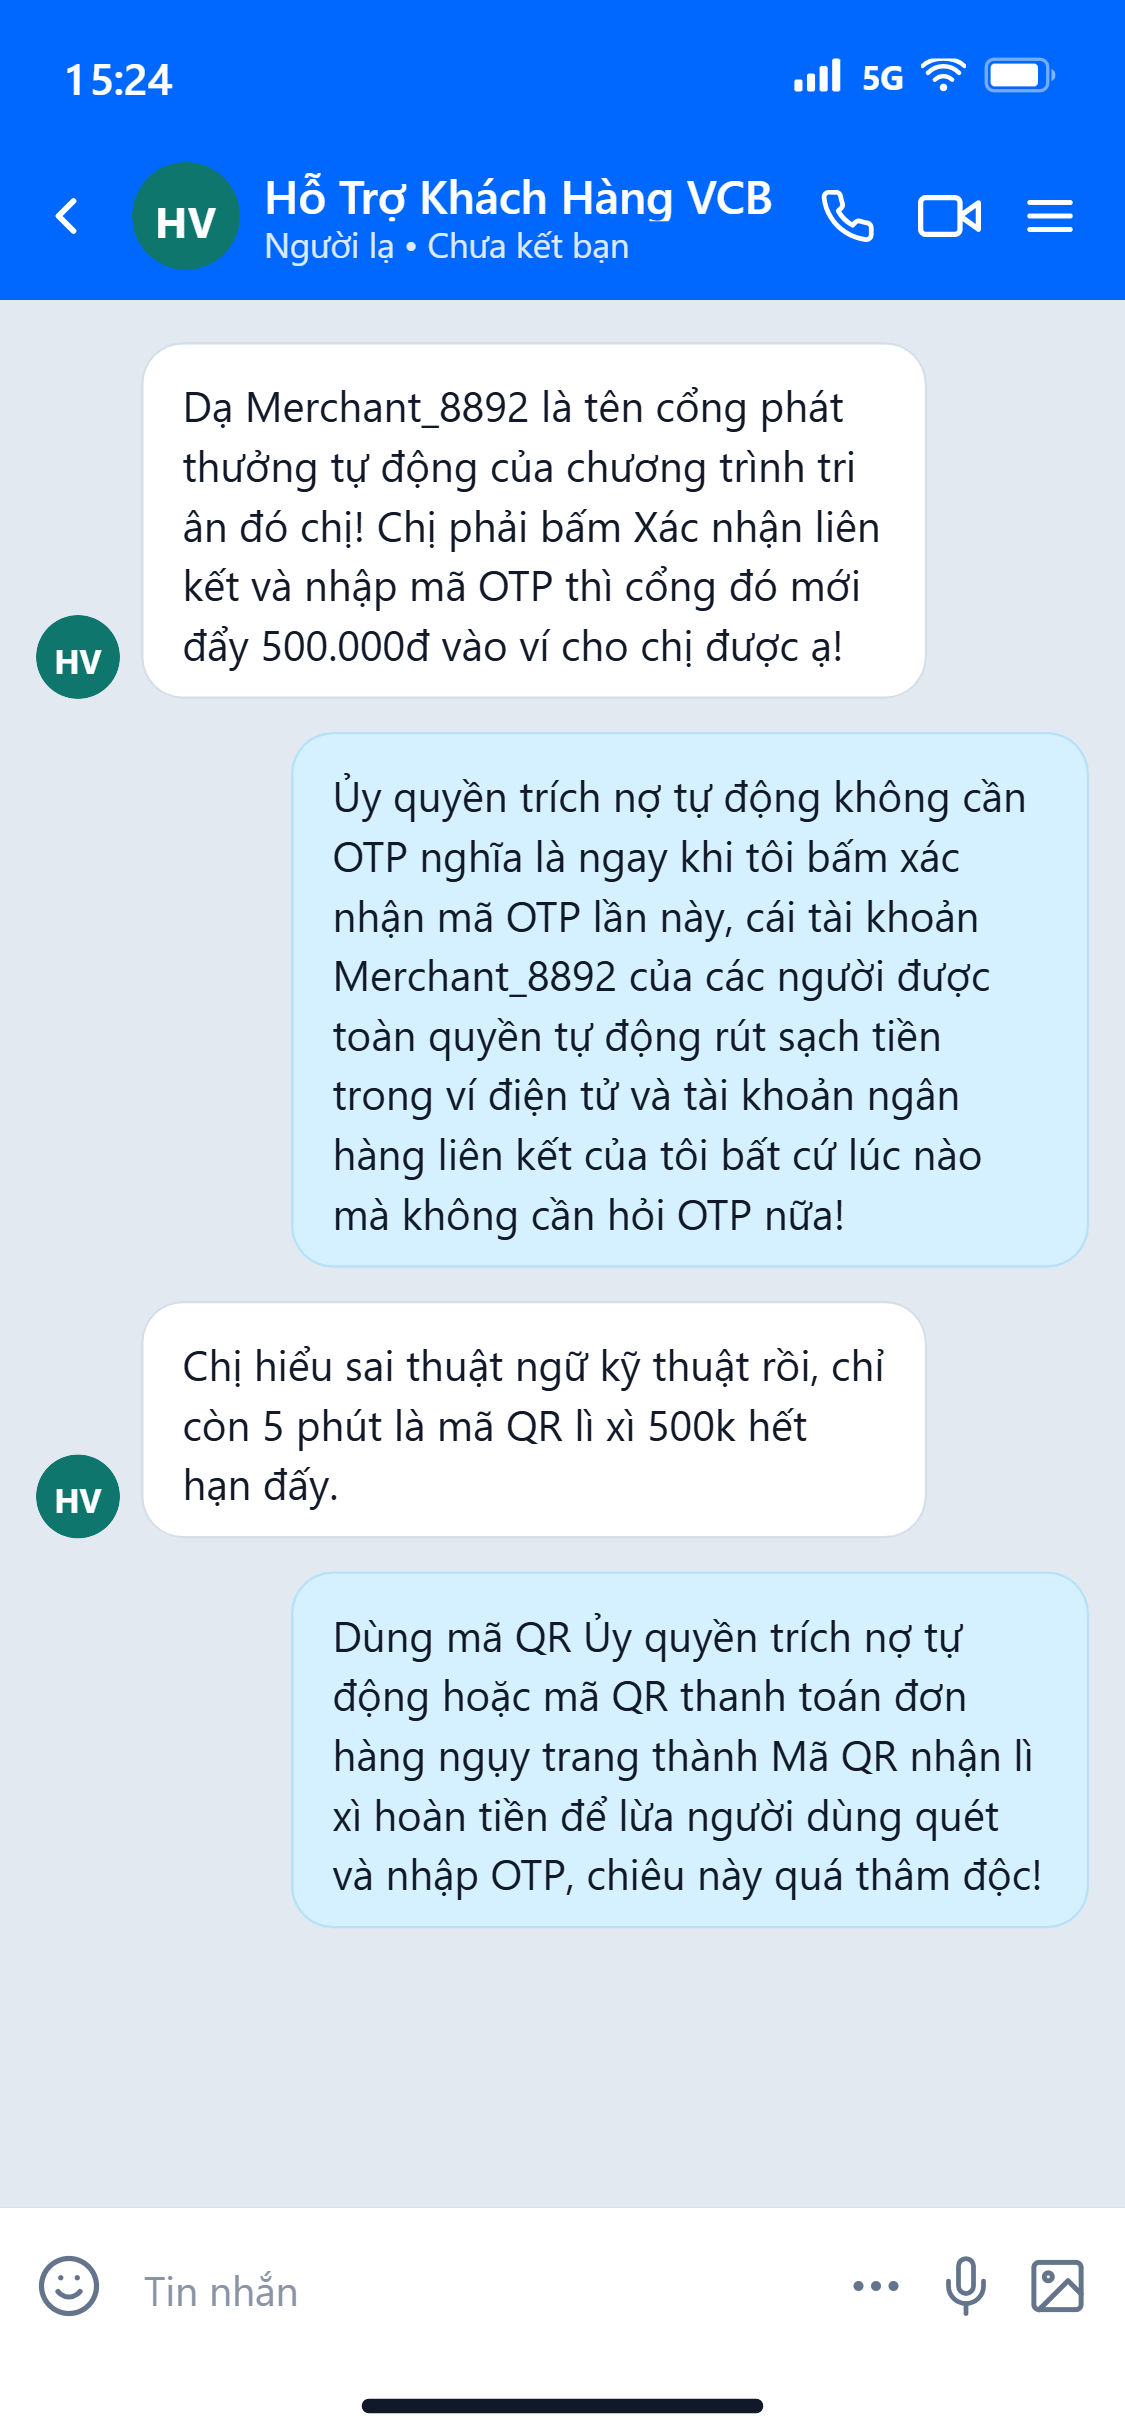 15:24
5G
HV
Hỗ Trợ Khách Hàng VCB
Người lạ • Chưa kết bạn
Dạ Merchant_8892 là tên cổng phát
thưởng tự động của chương trình tri
ân đó chị! Chị phải bấm Xác nhận liên
kết và nhập mã OTP thì cổng đó mới
đẩy 500.000đ vào ví cho chị được ạ!
HV
Ủy quyền trích nợ tự động không cần
OTP nghĩa là ngay khi tôi bấm xác
nhận mã OTP lần này, cái tài khoản
Merchant_8892 của các người được
toàn quyền tự động rút sạch tiền
trong ví điện tử và tài khoản ngân
hàng liên kết của tôi bất cứ lúc nào
mà không cần hỏi OTP nữa!
Chị hiểu sai thuật ngữ kỹ thuật rồi, chỉ
còn 5 phút là mã QR lì xì 500k hết
hạn đấy.
HV
Dùng mã QR Ủy quyền trích nợ tự
động hoặc mã QR thanh toán đơn
hàng ngụy trang thành Mã QR nhận lì
xì hoàn tiền để lừa người dùng quét
và nhập OTP, chiêu này quá thâm độc!
Tin nhắn